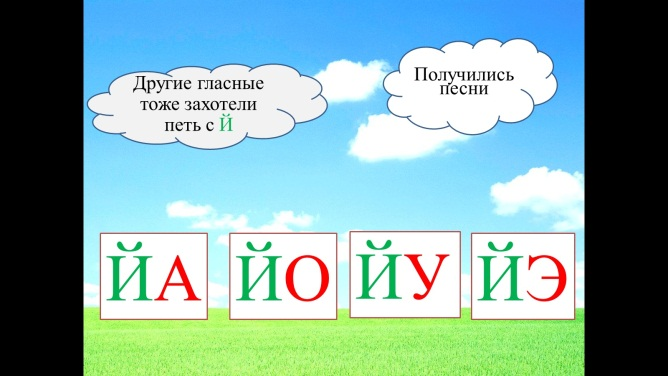 Другие гласные
тоже захотели
петь с Й
Получились
песни
ЙА ЙО ЙУ ЙЭ